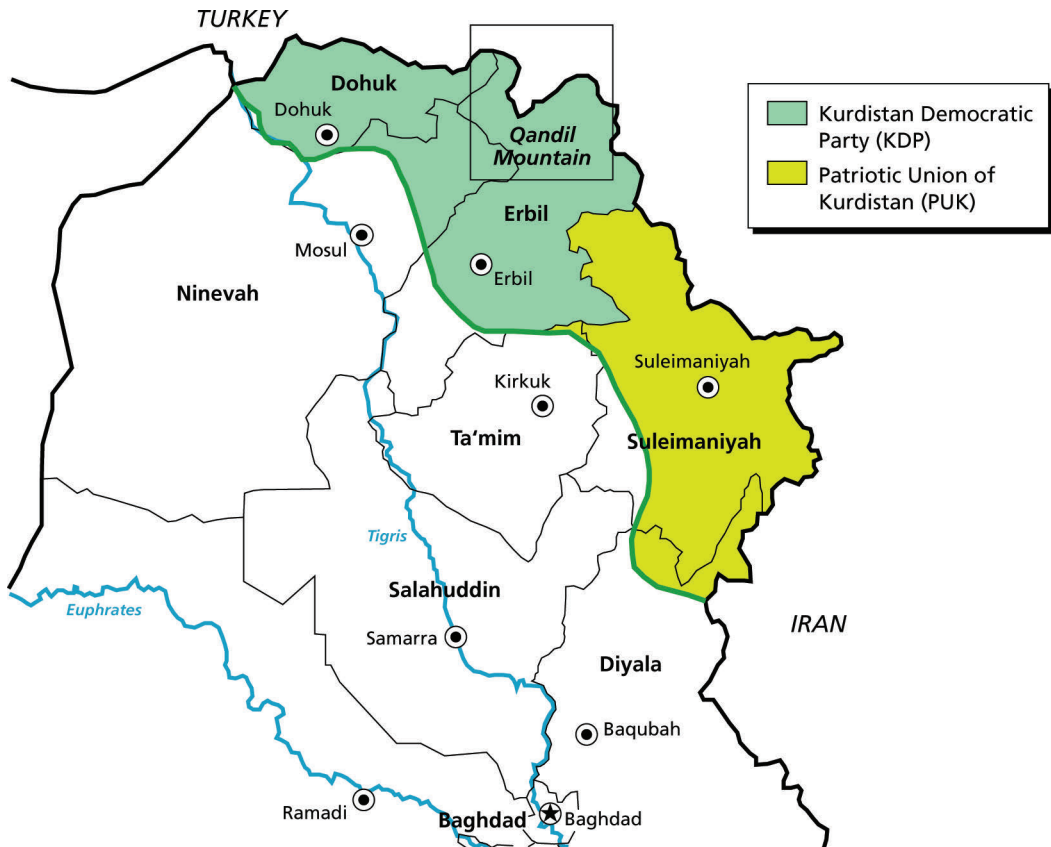 TURKEY
Dohuk
Dohuk
Qandil
Mountain
Kurdistan Democratic
Party (KDP)
Patriotic Union of
Kurdistan (PUK)
Erbil
Mosul
Erbil
Ninevah
Suleimaniyah
Kirkuk
Ta‘mim
Suleimaniyah
Tigris
Salahuddin
Euphrates
IRAN
Samarra
Diyala
Baqubah
Ramadi
Baghdad
Baghdad